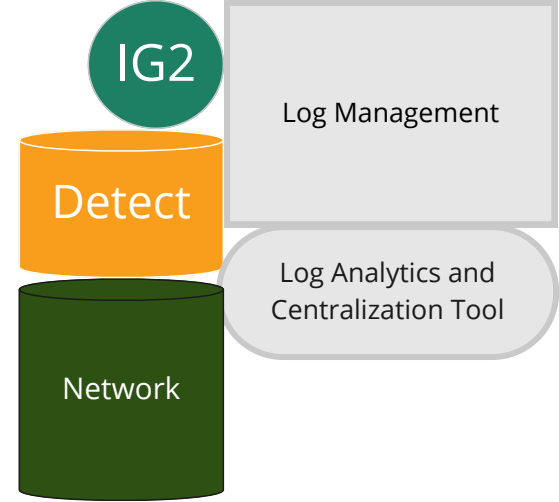 IG2
Log Management
Detect
Log Analytics and
Centralization Tool
Network